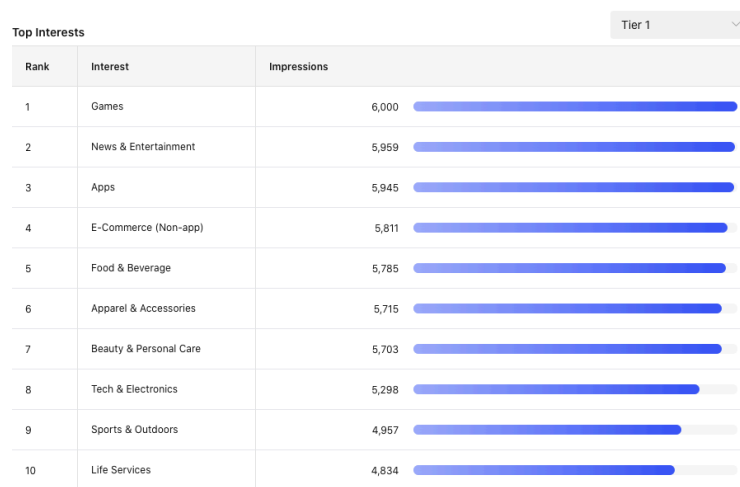 Top Interests
Tier 1
Rank Interest Impressions
1 Games 6,000
2 News & Entertainment 5,959
3 Apps 5,945
4 E-Commerce (Non-app) 5,811
5 Food & Beverage 5,785
6 Apparel & Accessories 5,715
7 Beauty & Personal Care 5,703
8 Tech & Electronics 5,298
9 Sports & Outdoors 4,957
10 Life Services 4,834